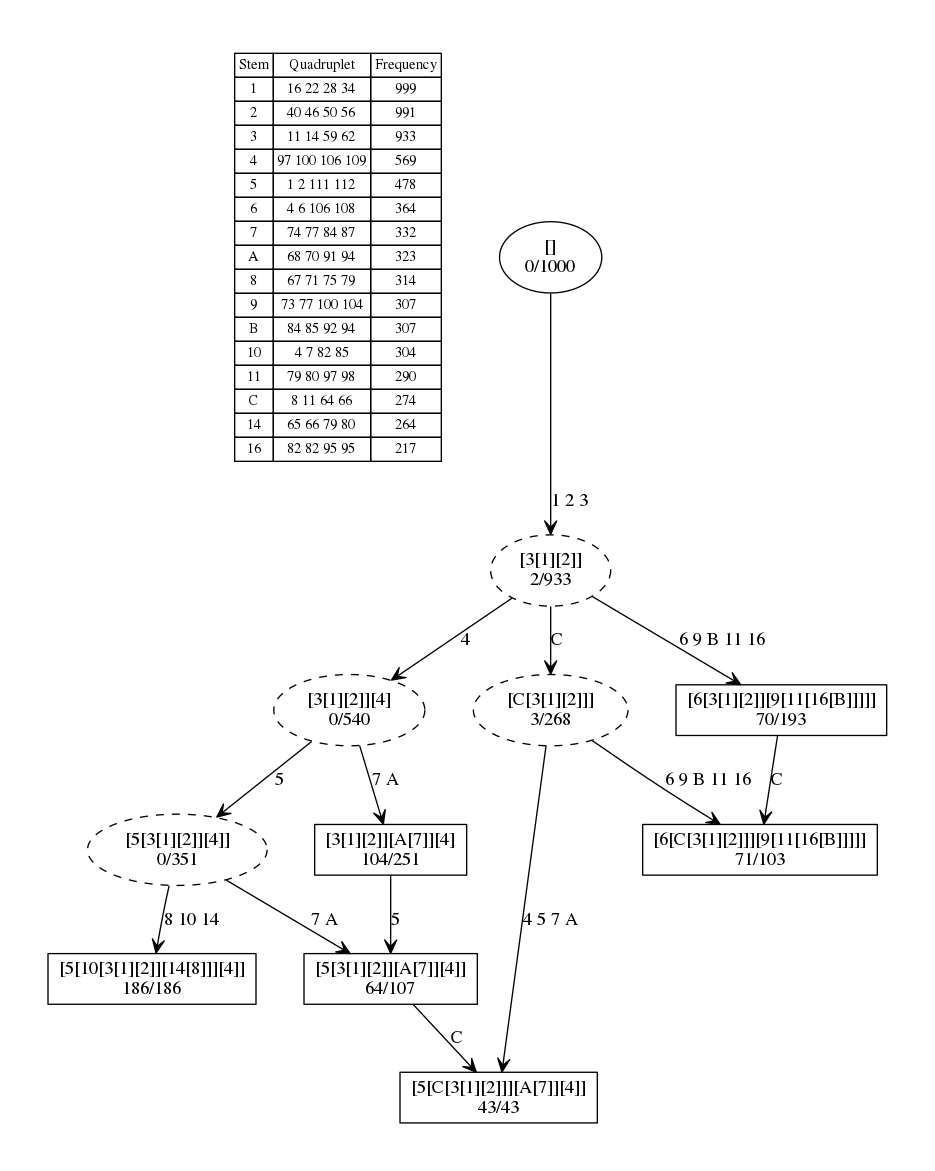 Stem Quadruplet Frequency
1 16 22 28 34 999
2 40 46 50 56 991
3 11 14 59 62 933
4 97 100 106 109 569
5 1 2 111 112 478
6 4 6 106 108 364
7 74 77 84 87 332
A 68 70 91 94 323
8 67 71 75 79 314
9 73 77 100 104 307
B 84 85 92 94 307
10 4 7 82 85 304
11 79 80 97 98 290
C 8 11 64 66 274
14 65 66 79 80 264
16 82 82 95 95 217
[]
0/1000
1 2 3
[3[1][2]]
2/933
4
C
6 9 B 11 16
[3[1][2]][4]
0/540
[C[3[1][2]]]
3/268
[6[3[1][2]][9[11[16[B]]]]]
70/193
5
7 A
6 9 B 11 16
C
[5[3[1][2]][4]]
0/351
[3[1][2]][A[7]][4]
104/251
[6[C[3[1][2]]][9[11[16[B]]]]]
71/103
8 10 14
7 A
5
4 5 7 A
[5[10[3[1][2]][14[8]]][4]]
186/186
[5[3[1][2]][A[7]][4]]
64/107
C
[5[C[3[1][2]]][A[7]][4]]
43/43